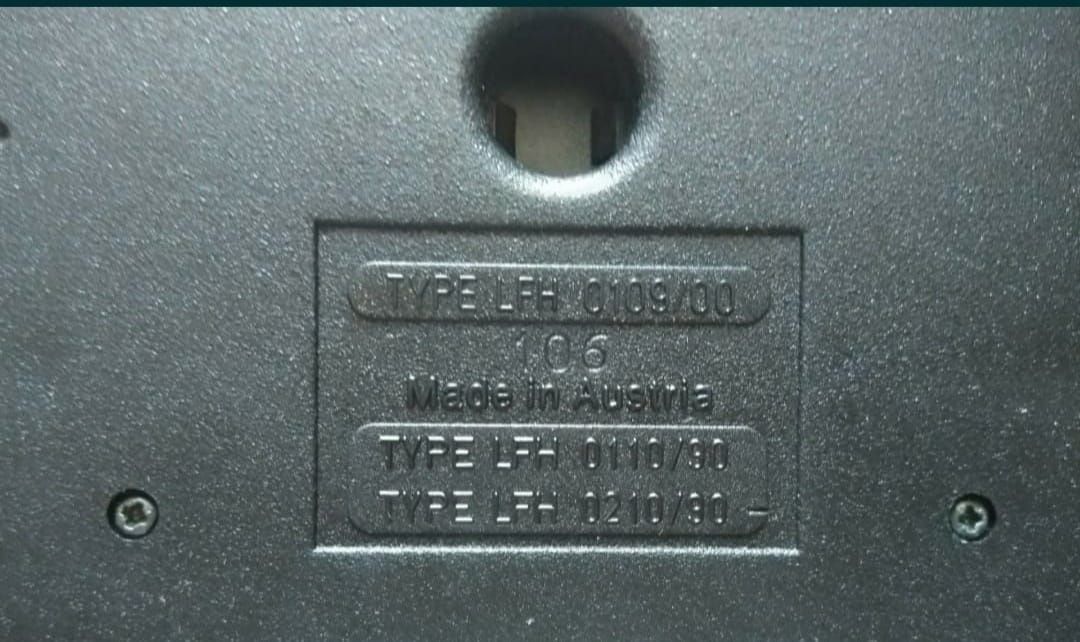 TYPE LFH 0109/00
106
Made in Austria
TYPE LFH 0110/90
TYPE LFH 0210/90 -